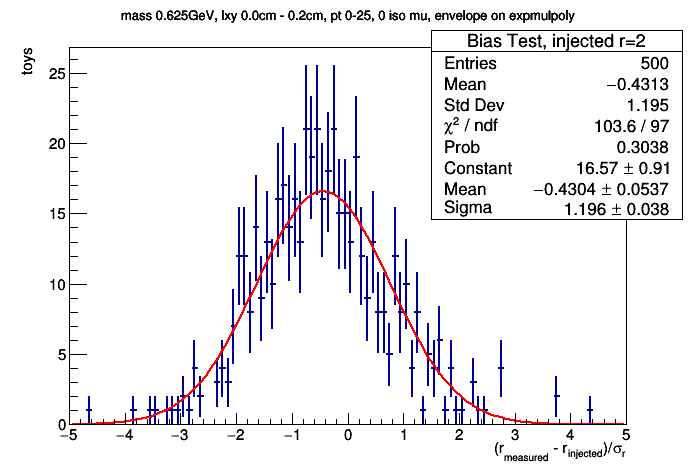 mass 0.625GeV, lxy 0.0cm - 0.2cm, pt 0-25, 0 iso mu, envelope on expmulpoly
Bias Test, injected r=2
Entries 500
Mean −0.4313
Std Dev 1.195
χ² / ndf 103.6 / 97
Prob 0.3038
Constant 16.57 ± 0.91
Mean −0.4304 ± 0.0537
Sigma 1.196 ± 0.038
toys
25
20
15
10
5
0
−5 −4 −3 −2 −1 0 1 2 3 4 5
(r_measured - r_injected)/σ_r